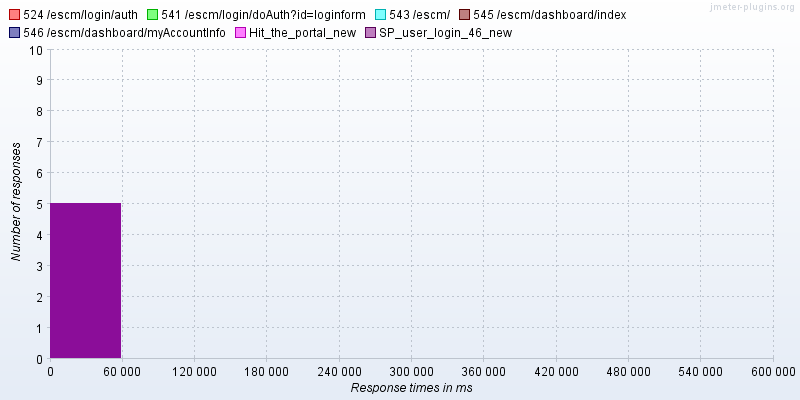 jmeter-plugins.org
524 /escm/login/auth 541 /escm/login/doAuth?id=loginform 543 /escm/ 545 /escm/dashboard/index
546 /escm/dashboard/myAccountInfo Hit_the_portal_new SP_user_login_46_new
10
9
8
7
6
5
4
3
2
1
0
Number of responses
0 60 000 120 000 180 000 240 000 300 000 360 000 420 000 480 000 540 000 600 000
Response times in ms